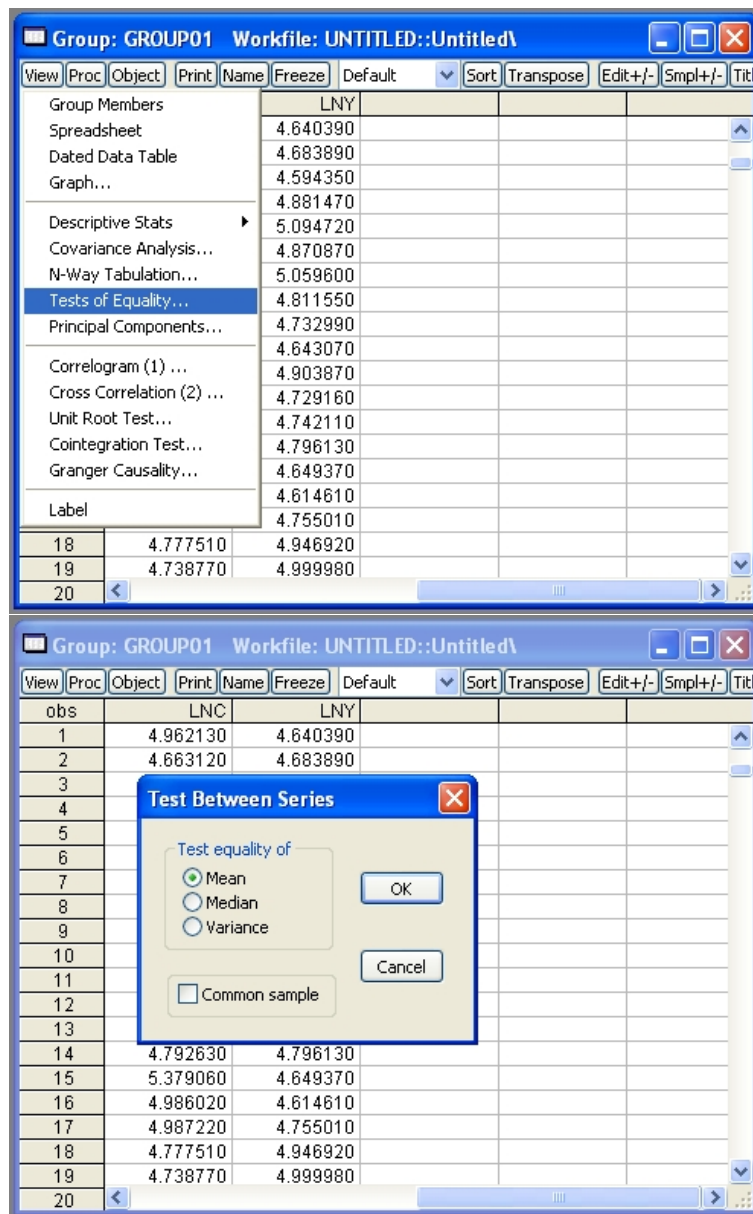 Group: GROUP01 Workfile: UNTITLED::Untitled\
View Proc Object Print Name Freeze Default Sort Transpose Edit+/- Smpl+/- Titl
Group Members
Spreadsheet
Dated Data Table
Graph...
Descriptive Stats
Covariance Analysis...
N-Way Tabulation...
Tests of Equality...
Principal Components...
Correlogram (1) ...
Cross Correlation (2) ...
Unit Root Test...
Cointegration Test...
Granger Causality...
Label
LNY
4.640390
4.683890
4.594350
4.881470
5.094720
4.870870
5.059600
4.811550
4.732990
4.643070
4.903870
4.729160
4.742110
4.796130
4.649370
4.614610
4.755010
18 4.777510 4.946920
19 4.738770 4.999980
20
Group: GROUP01 Workfile: UNTITLED::Untitled\
View Proc Object Print Name Freeze Default Sort Transpose Edit+/- Smpl+/- Titl
obs LNC LNY
1 4.962130 4.640390
2 4.663120 4.683890
3
4
5
6
7
8
9
10
11
12
13
Test Between Series
Test equality of
Mean
Median
Variance
OK
Cancel
Common sample
14 4.792630 4.796130
15 5.379060 4.649370
16 4.986020 4.614610
17 4.987220 4.755010
18 4.777510 4.946920
19 4.738770 4.999980
20